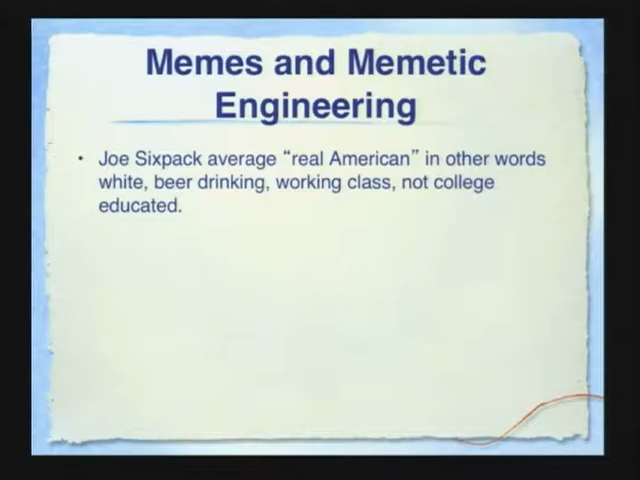 Memes and Memetic
Engineering
• Joe Sixpack average “real American” in other words
white, beer drinking, working class, not college
educated.